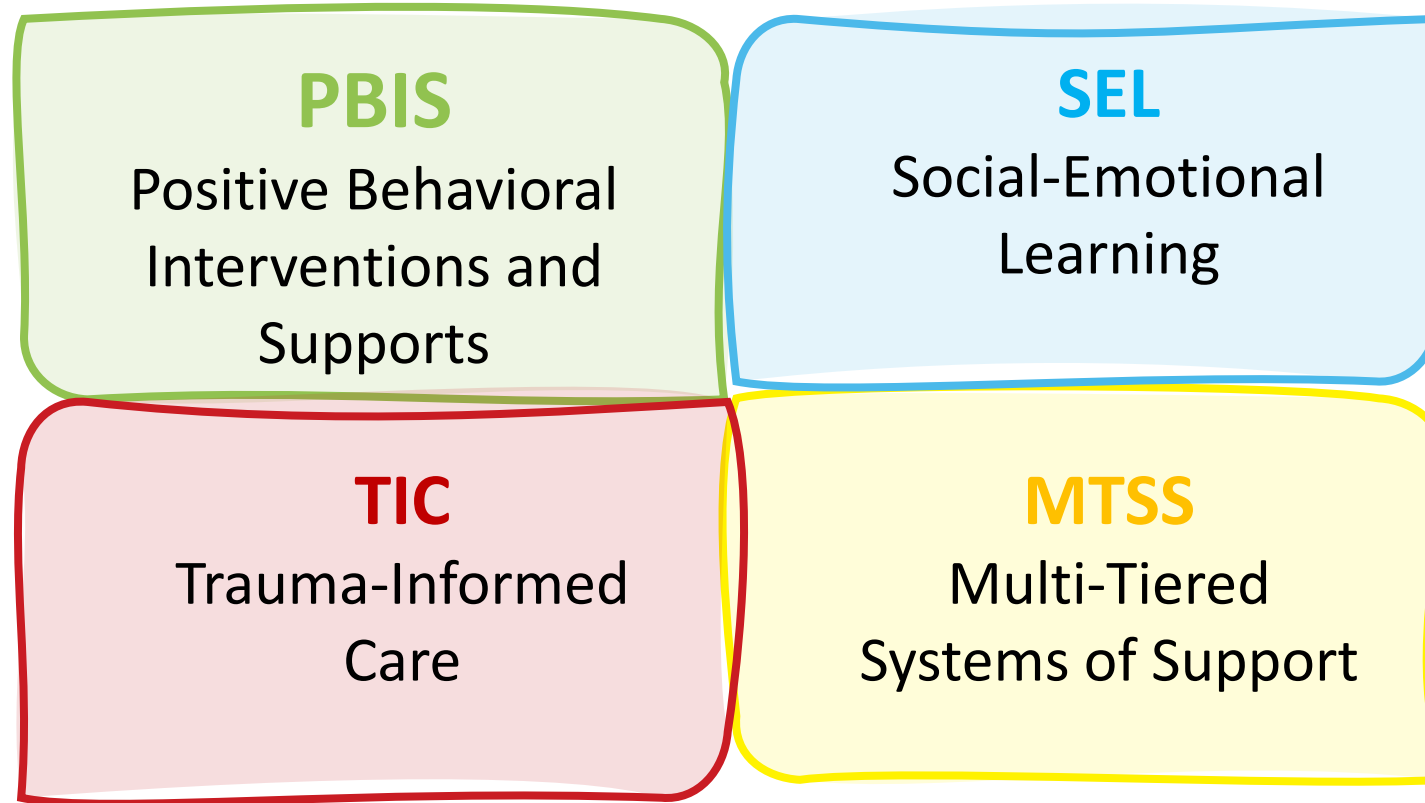 PBIS
Positive Behavioral
Interventions and
Supports
SEL
Social-Emotional
Learning
TIC
Trauma-Informed
Care
MTSS
Multi-Tiered
Systems of Support